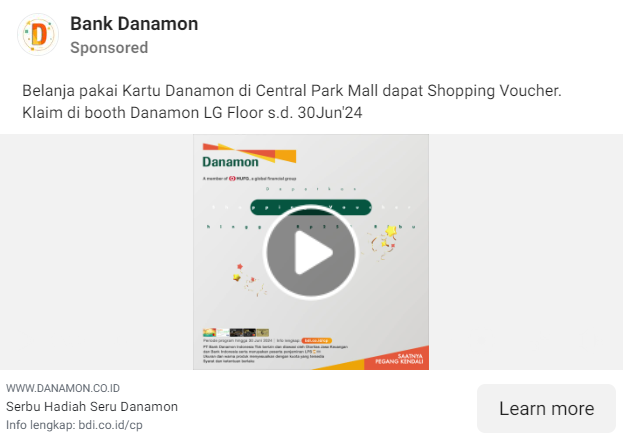 Bank Danamon
Sponsored
Belanja pakai Kartu Danamon di Central Park Mall dapat Shopping Voucher.
Klaim di booth Danamon LG Floor s.d. 30Jun'24
Danamon
A member of MUFG, a global financial group
Dapatkan
SAATNYA
PEGANG KENDALI
WWW.DANAMON.CO.ID
Serbu Hadiah Seru Danamon
Info lengkap: bdi.co.id/cp
Learn more